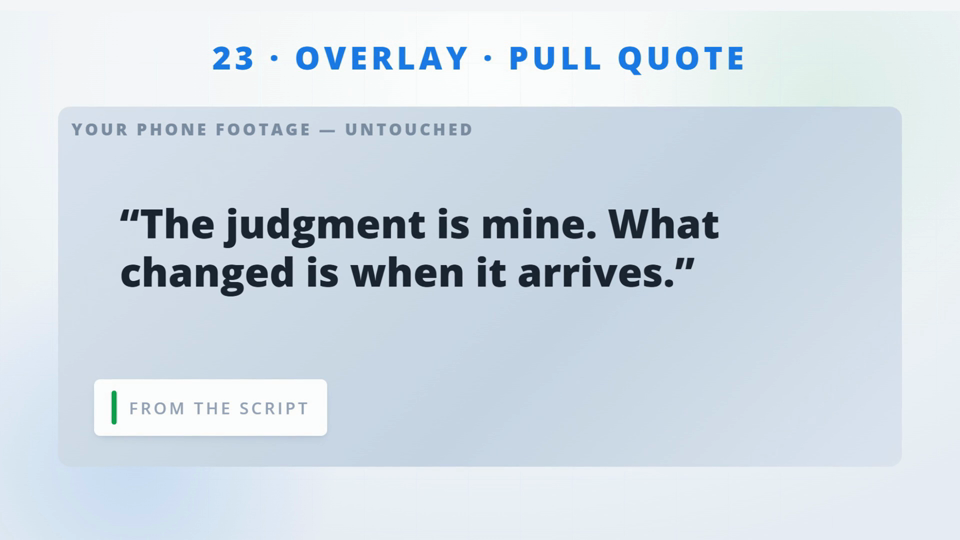 23 · OVERLAY · PULL QUOTE
YOUR PHONE FOOTAGE — UNTOUCHED
“The judgment is mine. What
changed is when it arrives.”
FROM THE SCRIPT